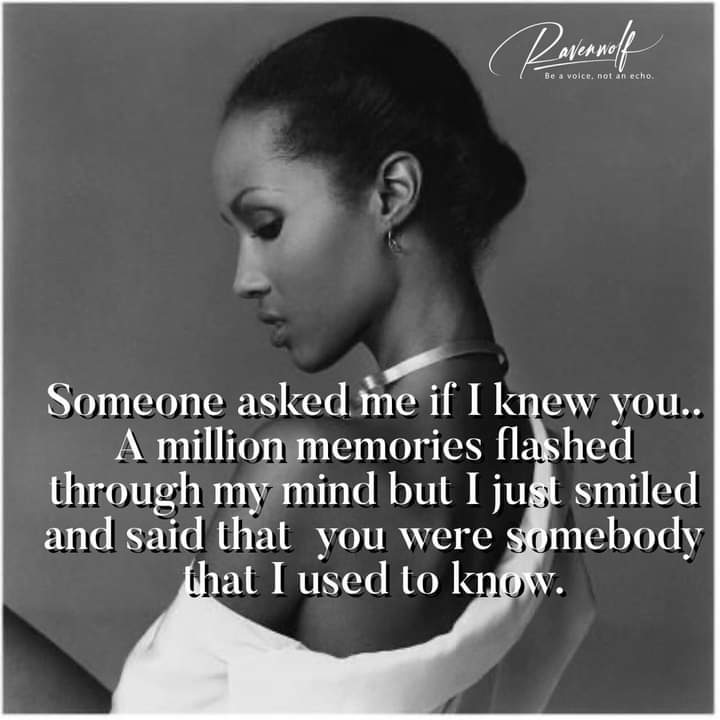 Ravenwolf
Be a voice, not an echo.
Someone asked me if I knew you..
A million memories flashed
through my mind but I just smiled
and said that you were somebody
that I used to know.